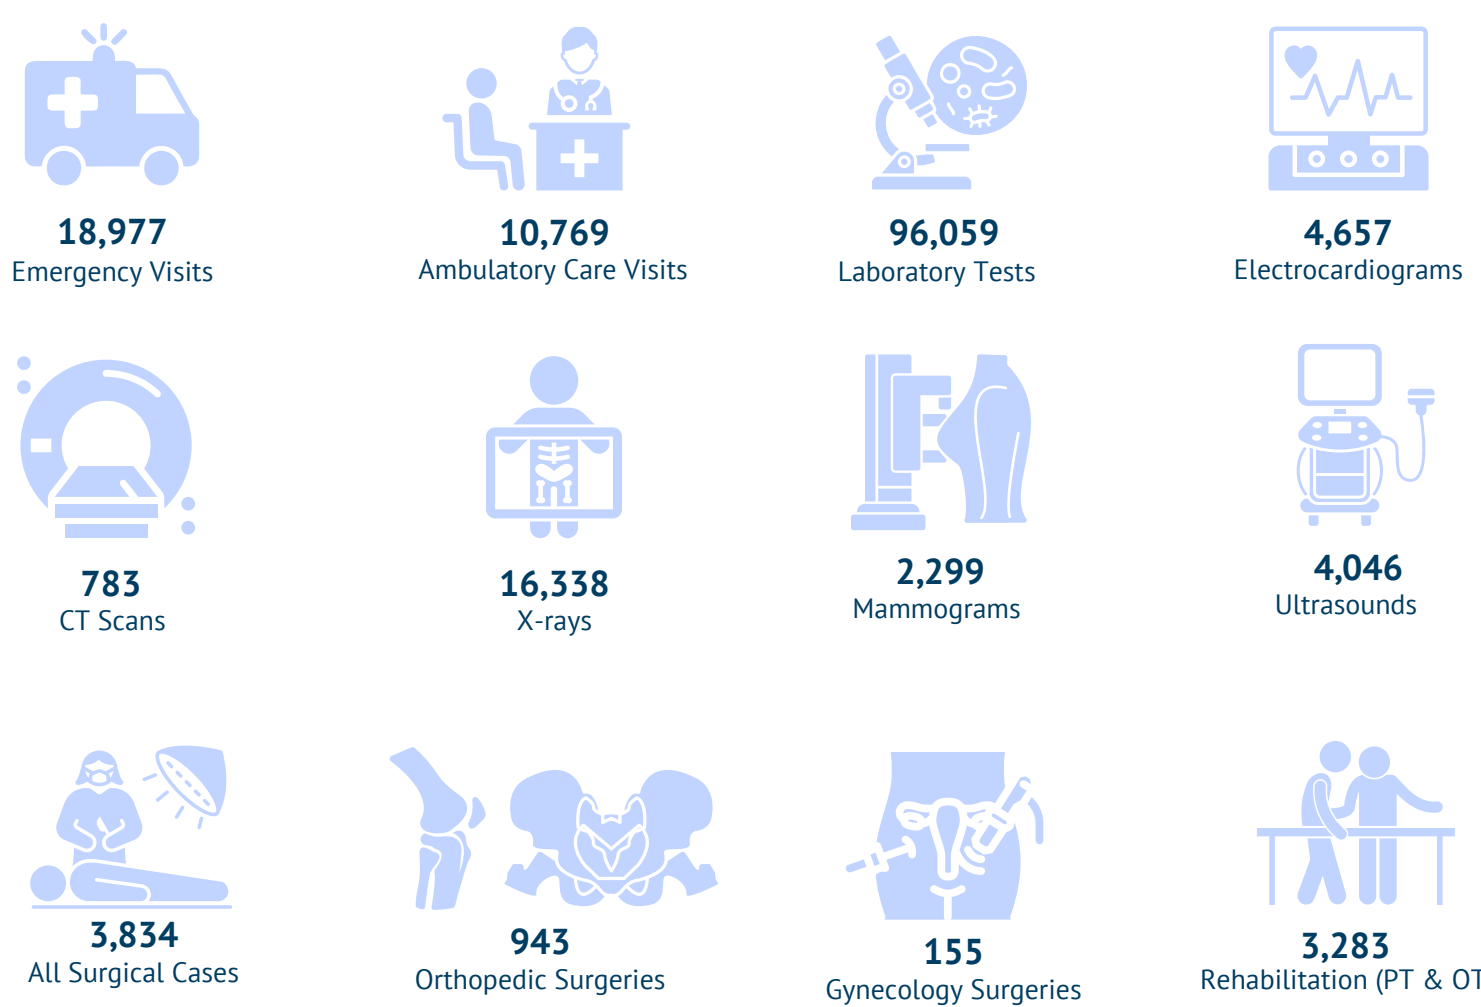 18,977
Emergency Visits
10,769
Ambulatory Care Visits
96,059
Laboratory Tests
4,657
Electrocardiograms
783
CT Scans
16,338
X-rays
2,299
Mammograms
4,046
Ultrasounds
3,834
All Surgical Cases
943
Orthopedic Surgeries
155
Gynecology Surgeries
3,283
Rehabilitation (PT & OT